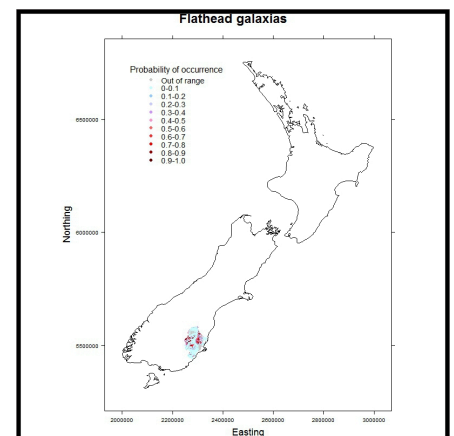 Flathead galaxias
Probability of occurrence
Out of range
0-0.1
0.1-0.2
0.2-0.3
0.3-0.4
0.4-0.5
0.5-0.6
0.6-0.7
0.7-0.8
0.8-0.9
0.9-1.0
6500000
6000000
5500000
Northing
2000000 2200000 2400000 2600000 2800000 3000000
Easting